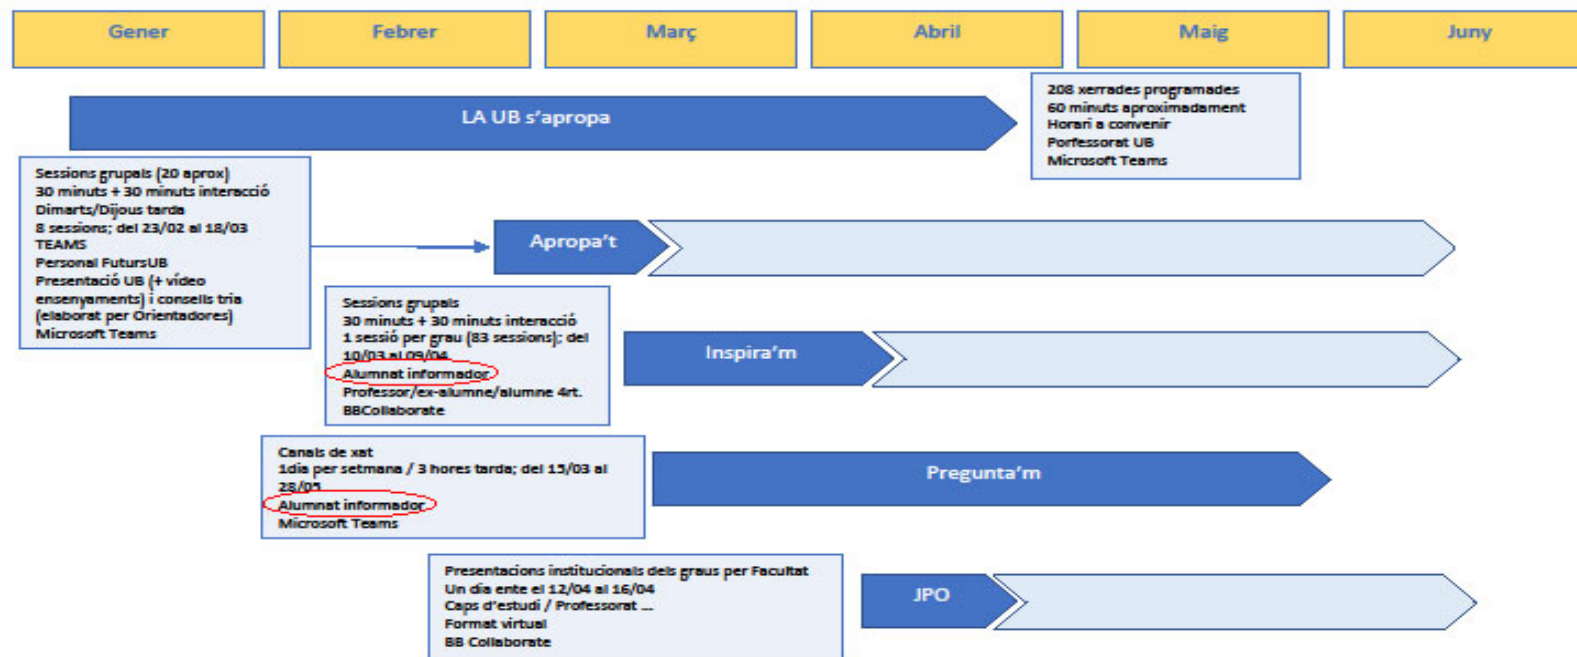 Gener
Febrer
Març
Abril
Maig
Juny
LA UB s'apropa
208 xerrades programades
60 minuts aproximadament
Horari a convenir
Porfessorat UB
Microsoft Teams
Sessions grupals (20 aprox)
30 minuts + 30 minuts interacció
Dimarts/Dijous tarda
8 sessions; del 23/02 al 18/03
TEAMS
Personal FutursUB
Presentació UB (+ vídeo
ensenyaments) i consells tria
(elaborat per Orientadores)
Microsoft Teams
Apropa't
Sessions grupals
30 minuts + 30 minuts interacció
1 sessió per grau (83 sessions); del
10/03 al 09/04
Alumnat informador
Professor/ex-alumne/alumne 4rt.
BBCollaborate
Inspira'm
Canals de xat
1dia per setmana / 3 hores tarda; del 15/03 al
28/05
Alumnat informador
Microsoft Teams
Pregunta'm
Presentacions institucionals dels graus per Facultat
Un dia ente el 12/04 al 16/04
Caps d'estudi / Professorat ...
Format virtual
BB Collaborate
JPO